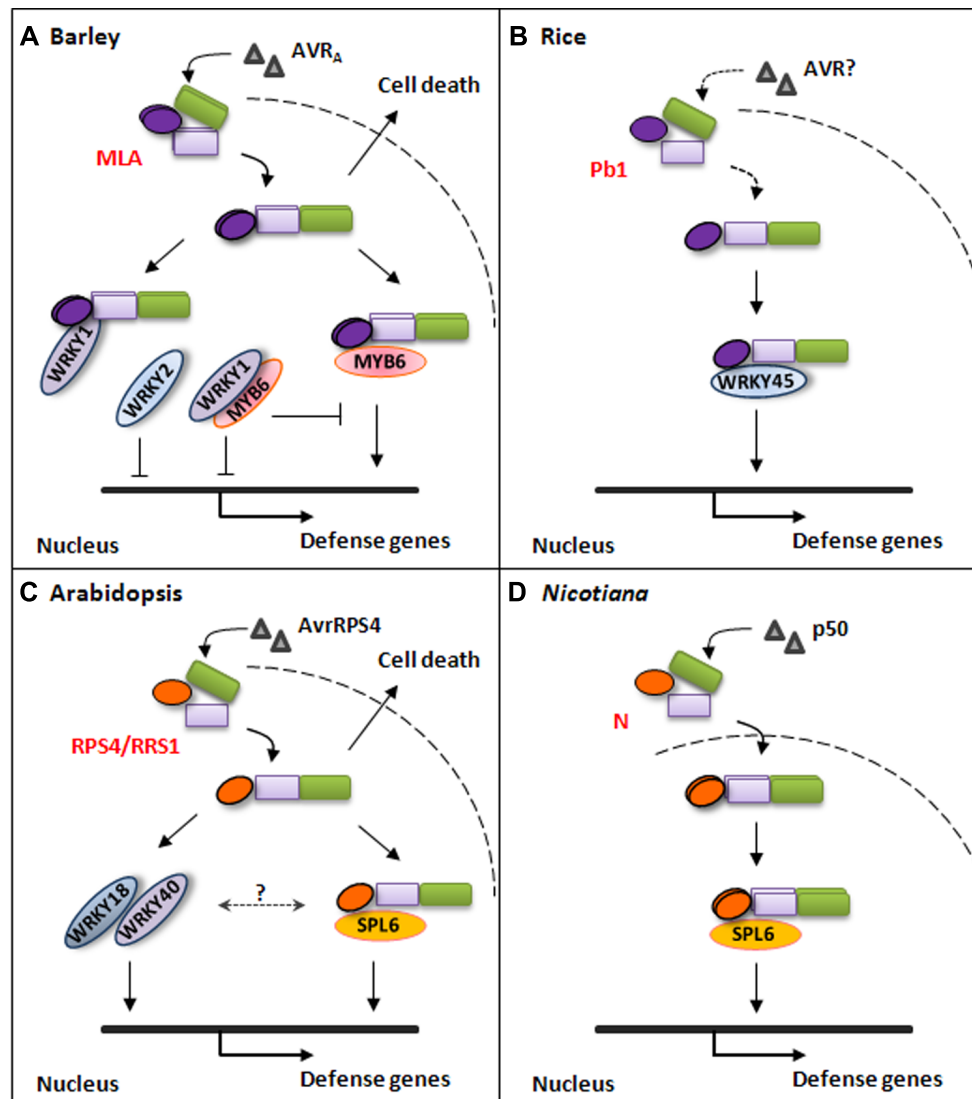 A Barley
AVRA
Cell death
MLA
WRKY1
WRKY2
WRKY1
MYB6
MYB6
Nucleus
Defense genes
B Rice
AVR?
Pb1
WRKY45
Nucleus
Defense genes
C Arabidopsis
AvrRPS4
Cell death
RPS4/RRS1
WRKY18
WRKY40
?
SPL6
Nucleus
Defense genes
D Nicotiana
p50
N
SPL6
Nucleus
Defense genes